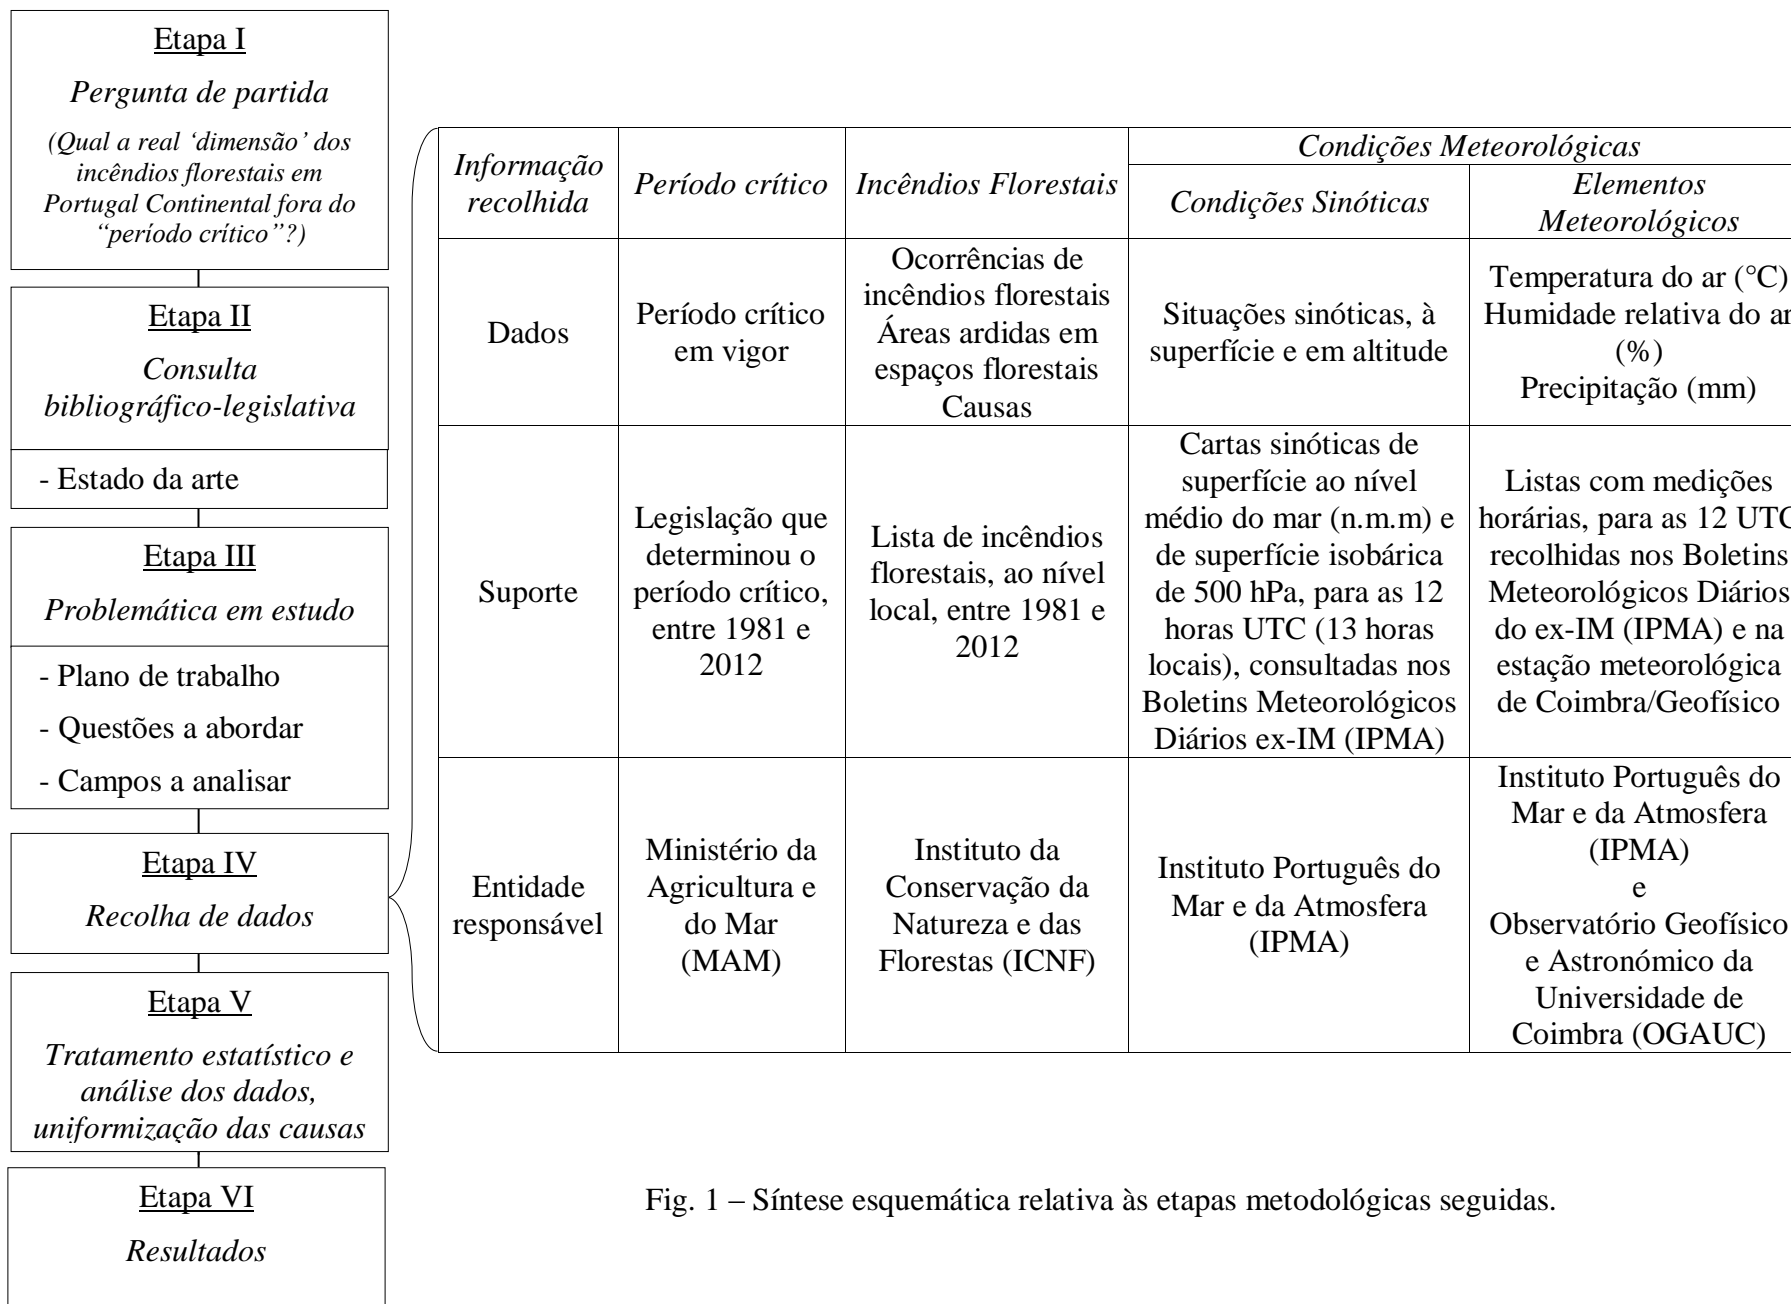 Etapa I
Pergunta de partida
(Qual a real ‘dimensão’ dos
incêndios florestais em
Portugal Continental fora do
“período crítico”?)
Etapa II
Consulta
bibliográfico-legislativa
- Estado da arte
Etapa III
Problemática em estudo
- Plano de trabalho
- Questões a abordar
- Campos a analisar
Etapa IV
Recolha de dados
Etapa V
Tratamento estatístico e
análise dos dados,
uniformização das causas
Etapa VI
Resultados
Informação
recolhida
Período crítico
Incêndios Florestais
Condições Meteorológicas
Condições Sinóticas
Elementos
Meteorológicos
Dados
Período crítico
em vigor
Ocorrências de
incêndios florestais
Áreas ardidas em
espaços florestais
Causas
Situações sinóticas, à
superfície e em altitude
Temperatura do ar (°C)
Humidade relativa do ar
(%)
Precipitação (mm)
Suporte
Legislação que
determinou o
período crítico,
entre 1981 e
2012
Lista de incêndios
florestais, ao nível
local, entre 1981 e
2012
Cartas sinóticas de
superfície ao nível
médio do mar (n.m.m) e
de superfície isobárica
de 500 hPa, para as 12
horas UTC (13 horas
locais), consultadas nos
Boletins Meteorológicos
Diários ex-IM (IPMA)
Listas com medições
horárias, para as 12 UTC
recolhidas nos Boletins
Meteorológicos Diários
do ex-IM (IPMA) e na
estação meteorológica
de Coimbra/Geofísico
Entidade
responsável
Ministério da
Agricultura e
do Mar
(MAM)
Instituto da
Conservação da
Natureza e das
Florestas (ICNF)
Instituto Português do
Mar e da Atmosfera
(IPMA)
Instituto Português do
Mar e da Atmosfera
(IPMA)
e
Observatório Geofísico
e Astronómico da
Universidade de
Coimbra (OGAUC)
Fig. 1 – Síntese esquemática relativa às etapas metodológicas seguidas.